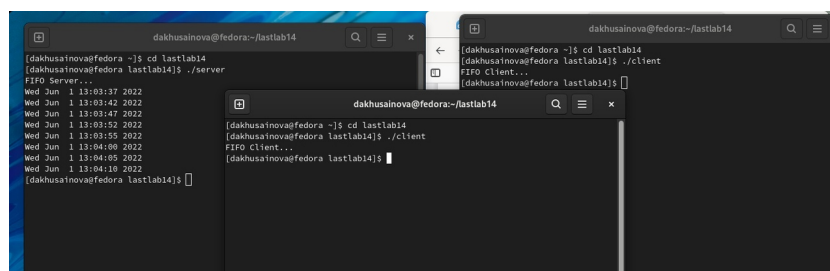 dakhusainova@fedora:~/lastlab14
[dakhusainova@fedora ~]$ cd lastlab14
[dakhusainova@fedora lastlab14]$ ./server
FIFO Server...
Wed Jun  1 13:03:37 2022
Wed Jun  1 13:03:42 2022
Wed Jun  1 13:03:47 2022
Wed Jun  1 13:03:52 2022
Wed Jun  1 13:03:55 2022
Wed Jun  1 13:04:00 2022
Wed Jun  1 13:04:05 2022
Wed Jun  1 13:04:10 2022
[dakhusainova@fedora lastlab14]$
dakhusainova@fedora:~/lastlab14
[dakhusainova@fedora ~]$ cd lastlab14
[dakhusainova@fedora lastlab14]$ ./client
FIFO Client...
[dakhusainova@fedora lastlab14]$
dakhusainova@fedora:~/lastlab14
[dakhusainova@fedora ~]$ cd lastlab14
[dakhusainova@fedora lastlab14]$ ./client
FIFO Client...
[dakhusainova@fedora lastlab14]$